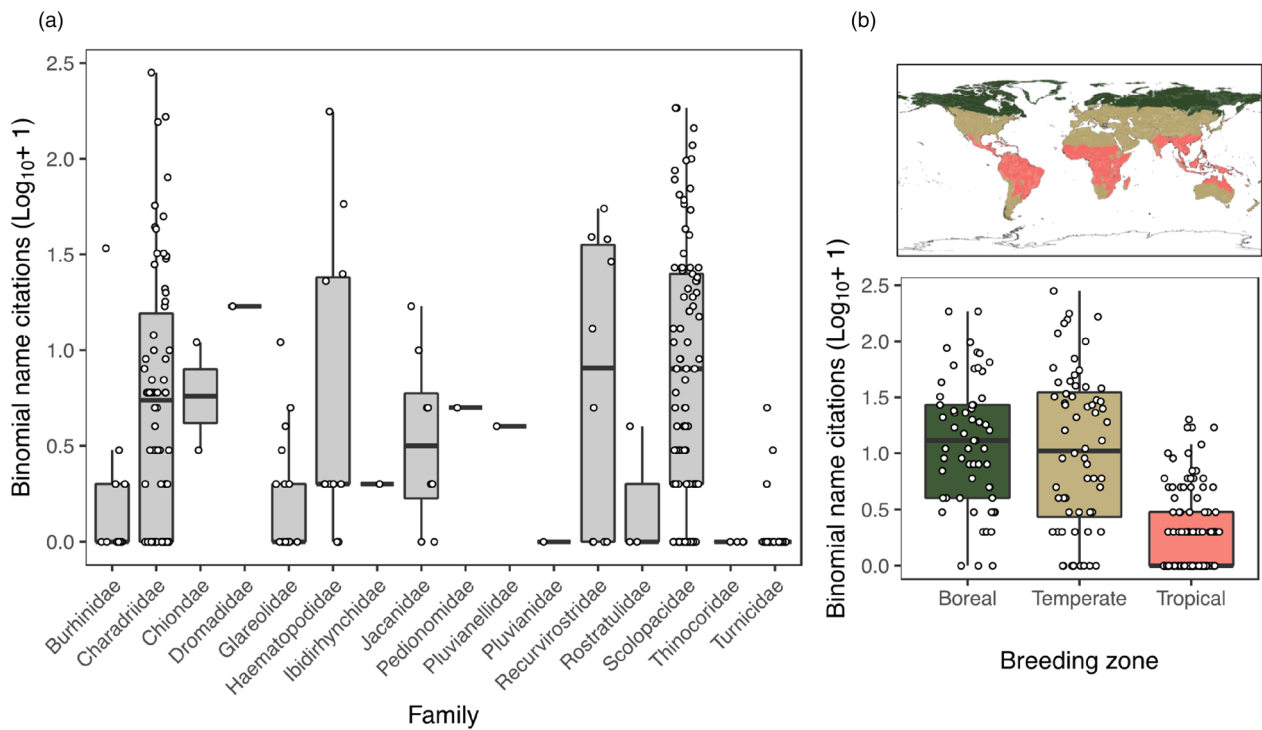 (a)
Binomial name citations (Log10+ 1)
2.5
2.0
1.5
1.0
0.5
0.0
Burhinidae
Charadriidae
Chiondae
Dromadidae
Glareolidae
Haematopodidae
Ibidirhynchidae
Jacanidae
Pedionomidae
Pluvianellidae
Pluvianidae
Recurvirostridae
Rostratulidae
Scolopacidae
Thinocoridae
Turnicidae
Family
(b)
Binomial name citations (Log10+ 1)
2.5
2.0
1.5
1.0
0.5
0.0
Boreal
Temperate
Tropical
Breeding zone